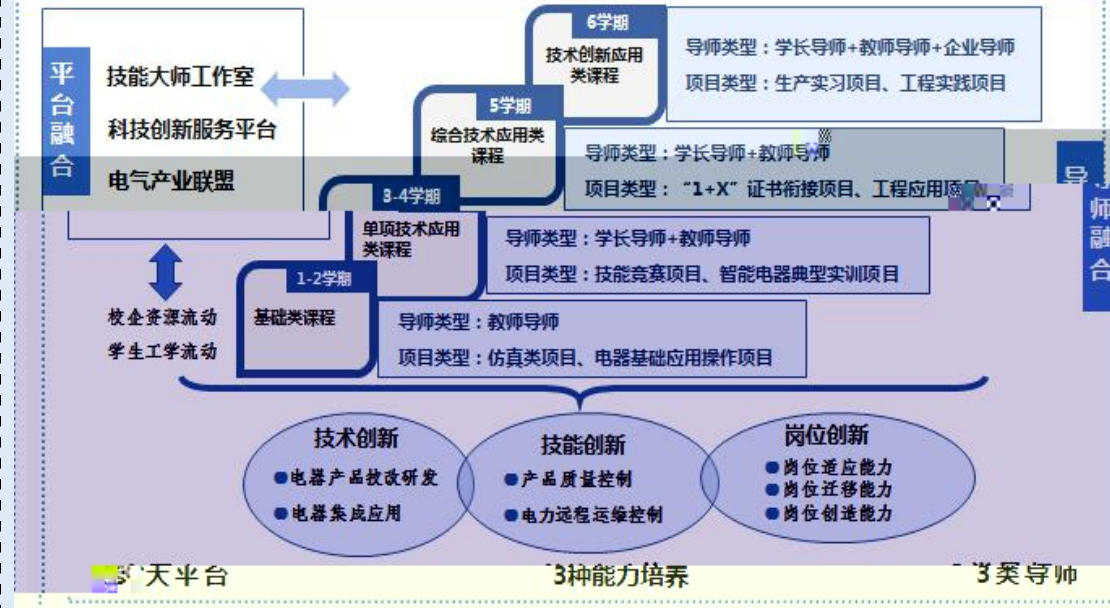 6学期
技术创新应用
类课程
导师类型：学长导师+教师导师+企业导师
项目类型：生产实习项目、工程实践项目
平台融合
技能大师工作室
科技创新服务平台
电气产业联盟
5学期
综合技术应用类
课程
导师类型：学长导师+教师导师
项目类型：“1+X”证书衔接项目、工程应用项
导师融合
3-4学期
单项技术应用
类课程
导师类型：学长导师+教师导师
项目类型：技能竞赛项目、智能电器典型实训项目
1-2学期
基础类课程
导师类型：教师导师
项目类型：仿真类项目、电器基础应用操作项目
校企资源流动
学生工学流动
技术创新
●电器产品技改研发
●电器集成应用
技能创新
●产品质量控制
●电力远程运维控制
岗位创新
●岗位适应能力
●岗位迁移能力
●岗位创造能力
大平台
3种能力培养
3类导师